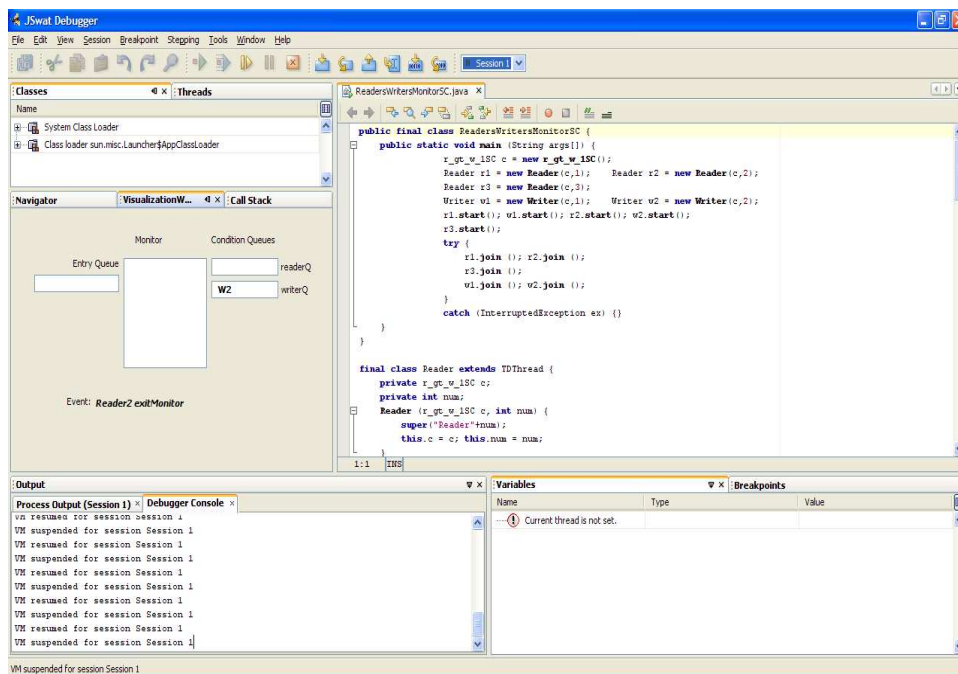 JSwat Debugger
File Edit View Session Breakpoint Stepping Tools Window Help
Session 1
Classes
Threads
Name
System Class Loader
Class loader sun.misc.Launcher$AppClassLoader
Navigator
VisualizationW...
Call Stack
Monitor
Condition Queues
Entry Queue
readerQ
W2
writerQ
Event: Reader2 exitMonitor
ReadersWritersMonitorSC.java
public final class ReadersWritersMonitorSC {
public static void main (String args[]) {
r_gt_w_1SC c = new r_gt_w_1SC();
Reader r1 = new Reader(c,1); Reader r2 = new Reader(c,2);
Reader r3 = new Reader(c,3);
Writer w1 = new Writer(c,1); Writer w2 = new Writer(c,2);
r1.start(); w1.start(); r2.start(); w2.start();
r3.start();
try {
r1.join (); r2.join ();
r3.join ();
w1.join (); w2.join ();
}
catch (InterruptedException ex) {}
}
}
final class Reader extends TDThread {
private r_gt_w_1SC c;
private int num;
Reader (r_gt_w_1SC c, int num) {
super("Reader"+num);
this.c = c; this.num = num;
}
1:1 INS
Output
Process Output (Session 1)
Debugger Console
VM resumed for session Session 1
VM suspended for session Session 1
VM resumed for session Session 1
VM suspended for session Session 1
VM resumed for session Session 1
VM suspended for session Session 1
VM resumed for session Session 1
VM suspended for session Session 1
VM resumed for session Session 1
VM suspended for session Session 1
Variables
Breakpoints
Name Type Value
Current thread is not set.
VM suspended for session Session 1